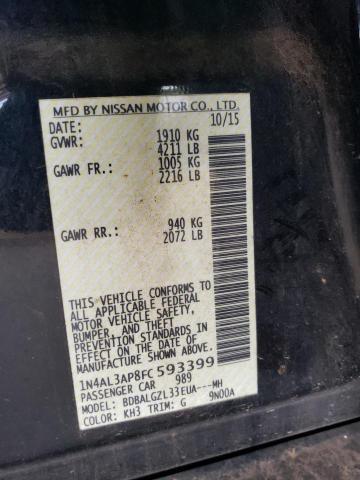 MFD BY NISSAN MOTOR CO., LTD.
DATE: 10/15
GVWR: 1910 KG
4211 LB
GAWR FR.: 1005 KG
2216 LB
GAWR RR.: 940 KG
2072 LB
THIS VEHICLE CONFORMS TO
ALL APPLICABLE FEDERAL
MOTOR VEHICLE SAFETY,
BUMPER, AND THEFT
PREVENTION STANDARDS IN
EFFECT ON THE DATE OF
MANUFACTURE SHOWN ABOVE.
1N4AL3AP8FC593399
PASSENGER CAR 989
MODEL: BDBALGZL33EUA---MH
COLOR: KH3 TRIM: G 9N00A